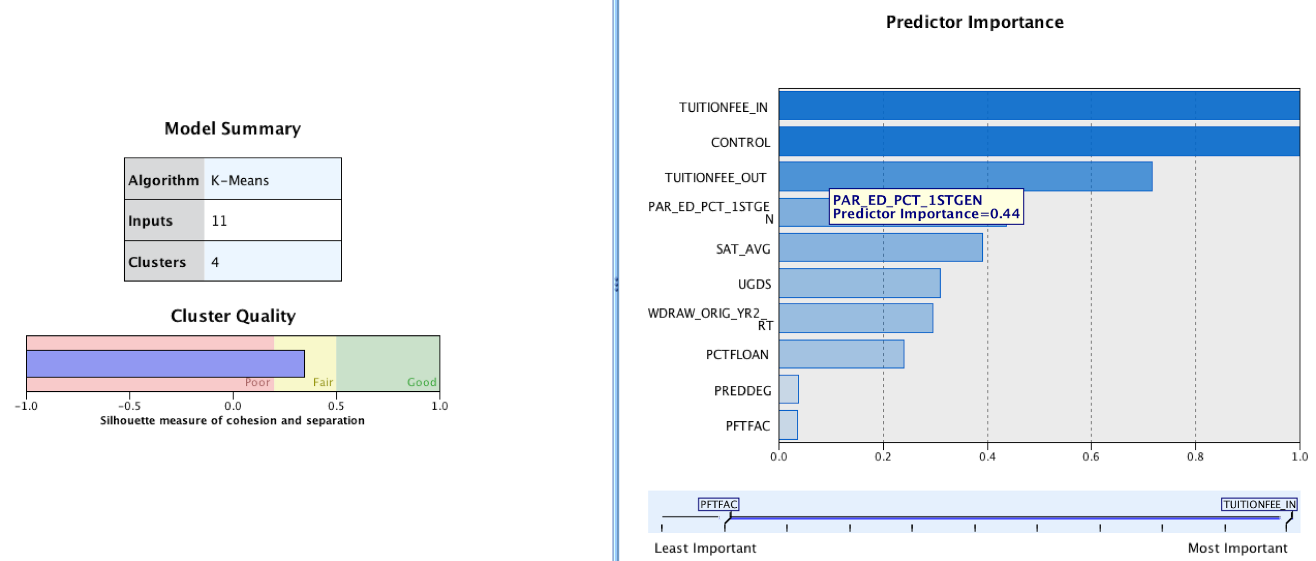 Model Summary
Algorithm K-Means
Inputs 11
Clusters 4
Cluster Quality
Poor Fair Good
-1.0 -0.5 0.0 0.5 1.0
Silhouette measure of cohesion and separation
Predictor Importance
TUITIONFEE_IN
CONTROL
TUITIONFEE_OUT
PAR_ED_PCT_1STGE
N
PAR_ED_PCT_1STGEN
Predictor Importance=0.44
SAT_AVG
UGDS
WDRAW_ORIG_YR2_
RT
PCTFLOAN
PREDDEG
PFTFAC
0.0 0.2 0.4 0.6 0.8 1.0
PFTFAC TUITIONFEE_IN
Least Important Most Important